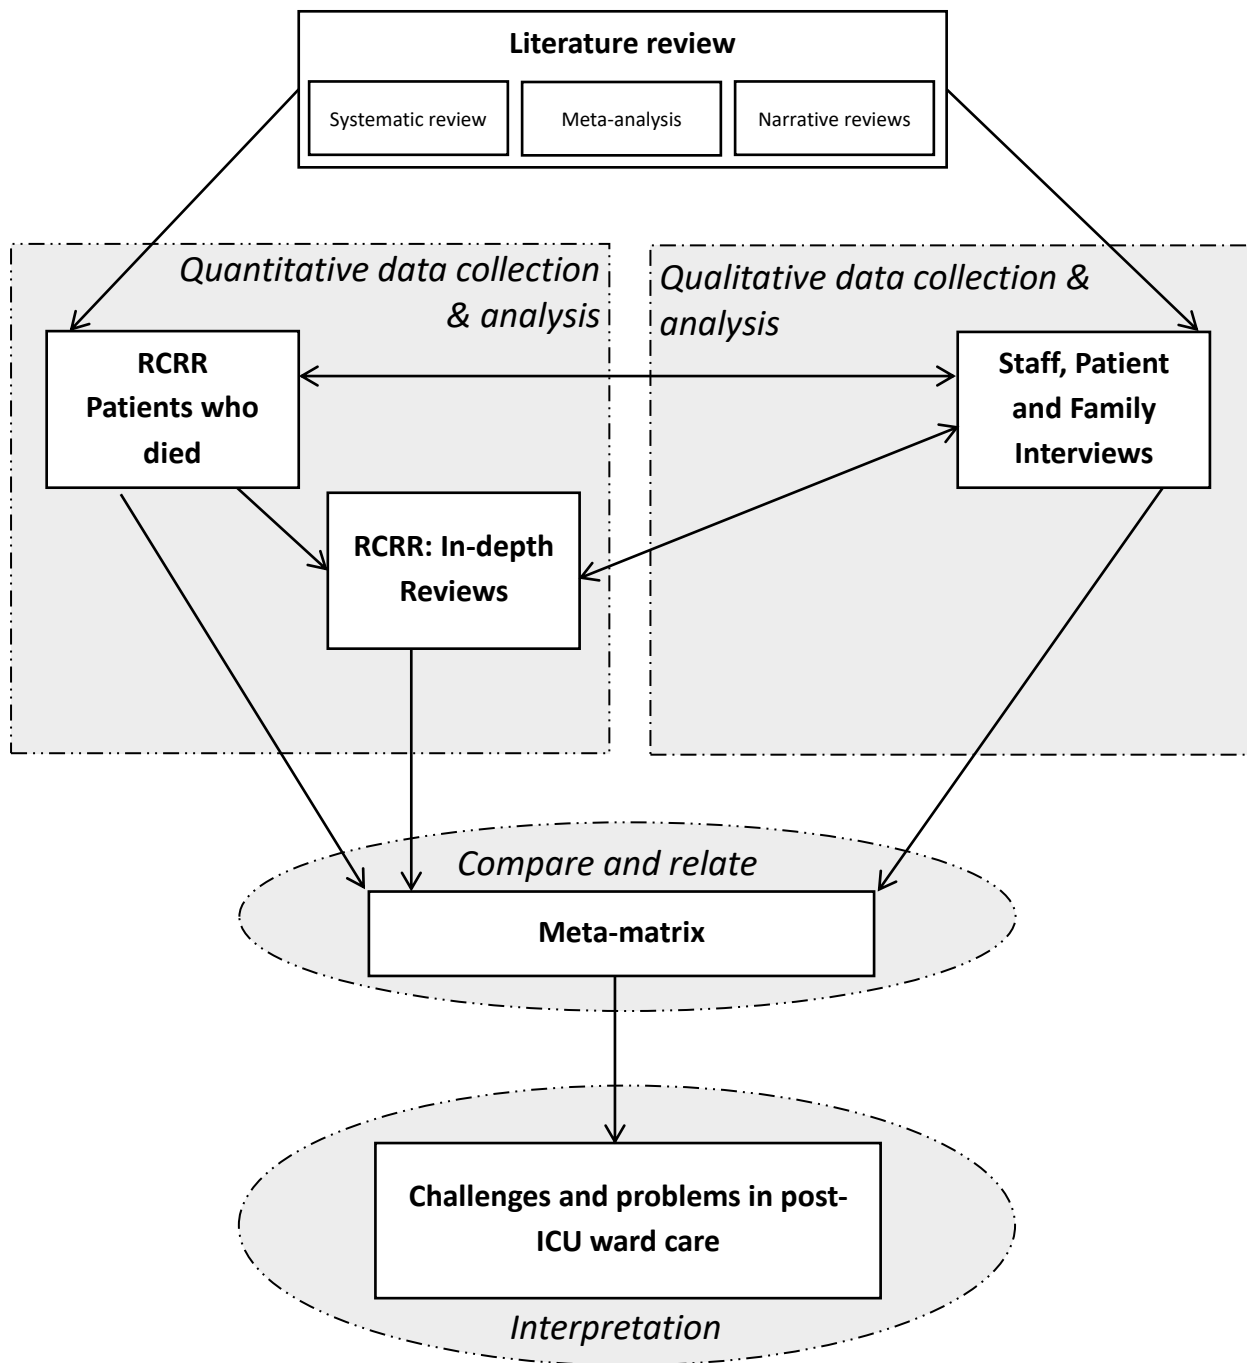 Literature review
Systematic review
Meta-analysis
Narrative reviews
Quantitative data collection
& analysis
Qualitative data collection &
analysis
RCRR
Patients who
died
Staff, Patient
and Family
Interviews
RCRR: In-depth
Reviews
Compare and relate
Meta-matrix
Challenges and problems in post-
ICU ward care
Interpretation